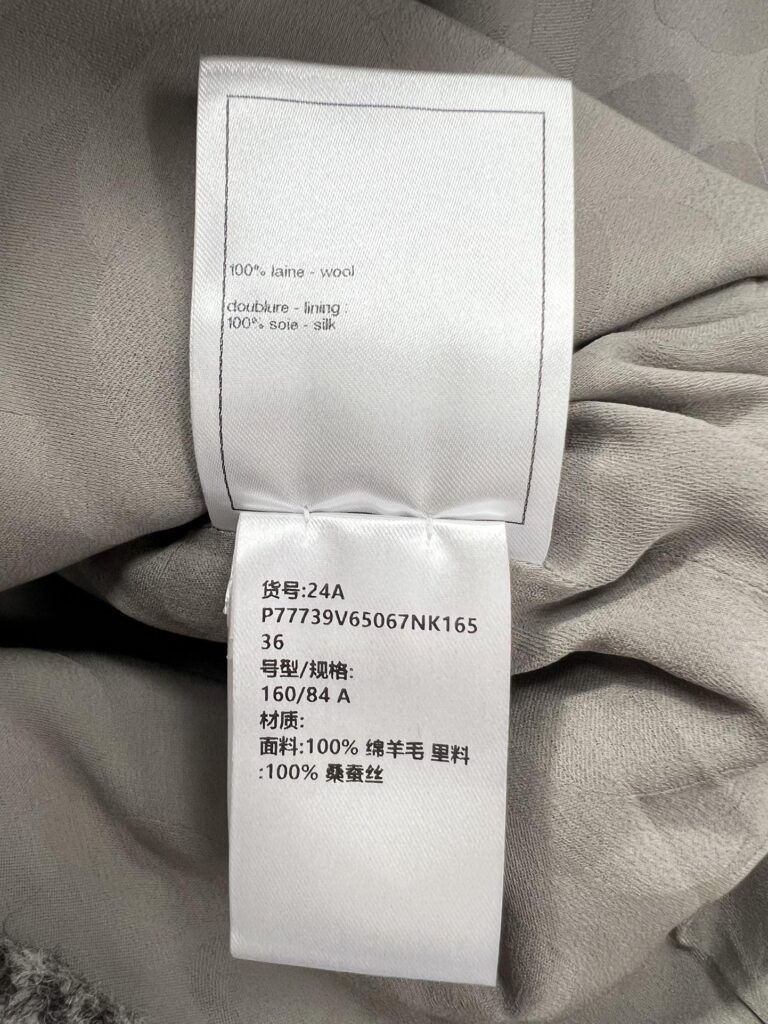 100% laine - wool
doublure - lining :
100% soie - silk
货号:24A
P77739V65067NK165
36
号型/规格:
160/84 A
材质:
面料:100% 绵羊毛 里料
:100% 桑蚕丝